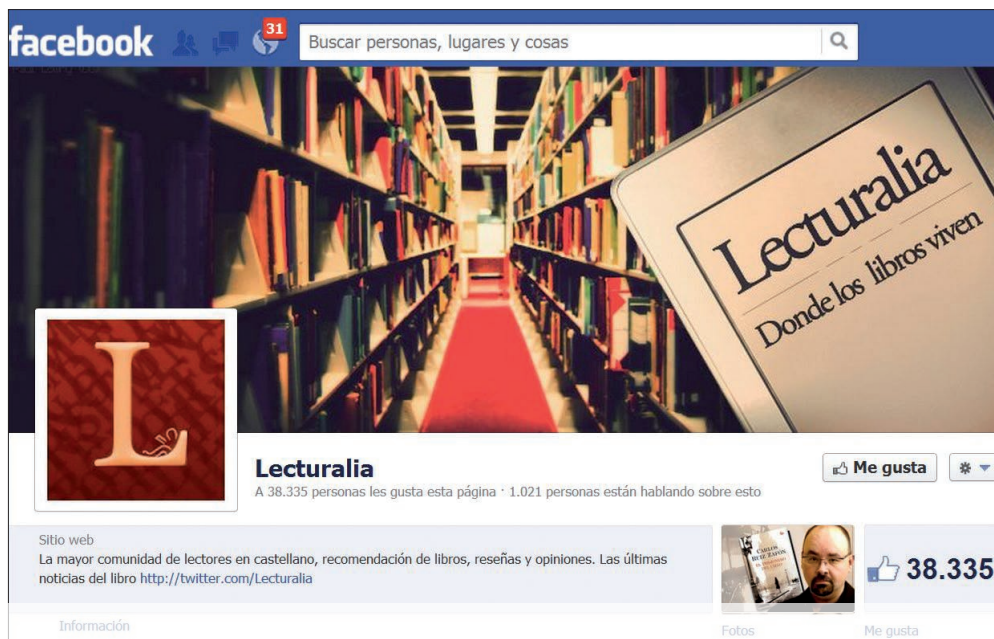 facebook
31
Buscar personas, lugares y cosas
Lecturalia
Donde los libros viven
L
Lecturalia
A 38.335 personas les gusta esta página · 1.021 personas están hablando sobre esto
Me gusta
Sitio web
La mayor comunidad de lectores en castellano, recomendación de libros, reseñas y opiniones. Las últimas
noticias del libro http://twitter.com/Lecturalia
CARLOS
RUIZ ZAFÓN
38.335
Información
Fotos
Me gusta